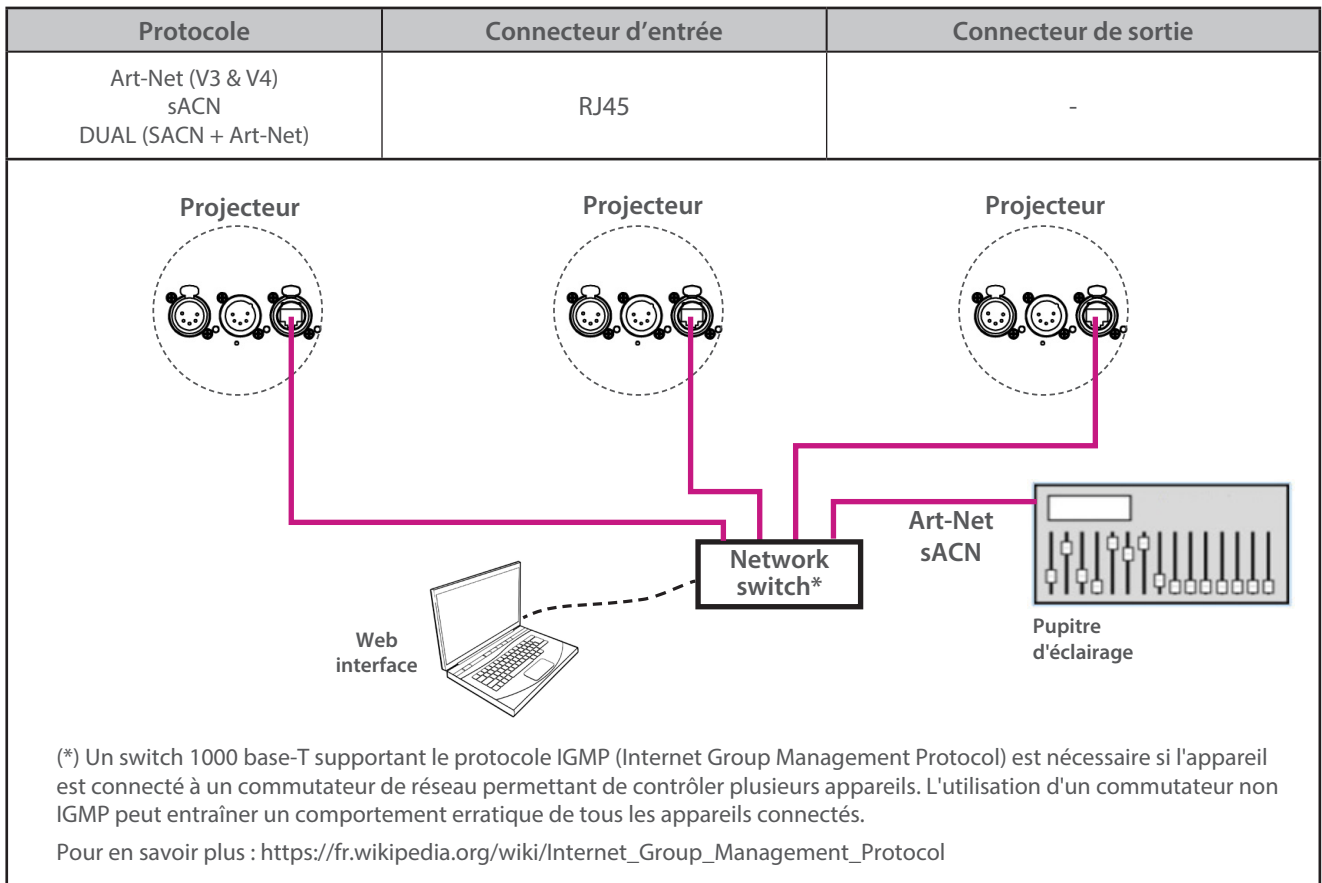 Protocole
Connecteur d'entrée
Connecteur de sortie
Art-Net (V3 & V4)
sACN
DUAL (SACN + Art-Net)
RJ45
-
Projecteur
Projecteur
Projecteur
Art-Net
sACN
Network
switch*
Web
interface
Pupitre
d'éclairage
(*) Un switch 1000 base-T supportant le protocole IGMP (Internet Group Management Protocol) est nécessaire si l'appareil
est connecté à un commutateur de réseau permettant de contrôler plusieurs appareils. L'utilisation d'un commutateur non
IGMP peut entraîner un comportement erratique de tous les appareils connectés.
Pour en savoir plus : https://fr.wikipedia.org/wiki/Internet_Group_Management_Protocol